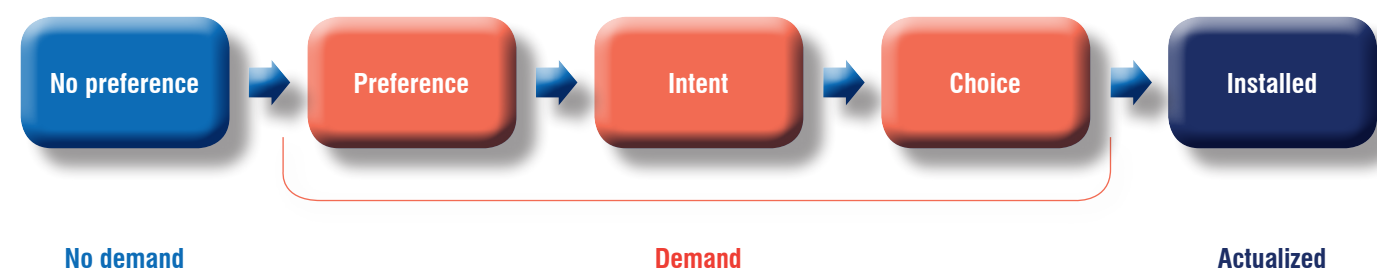 No preference
Preference
Intent
Choice
Installed
No demand
Demand
Actualized